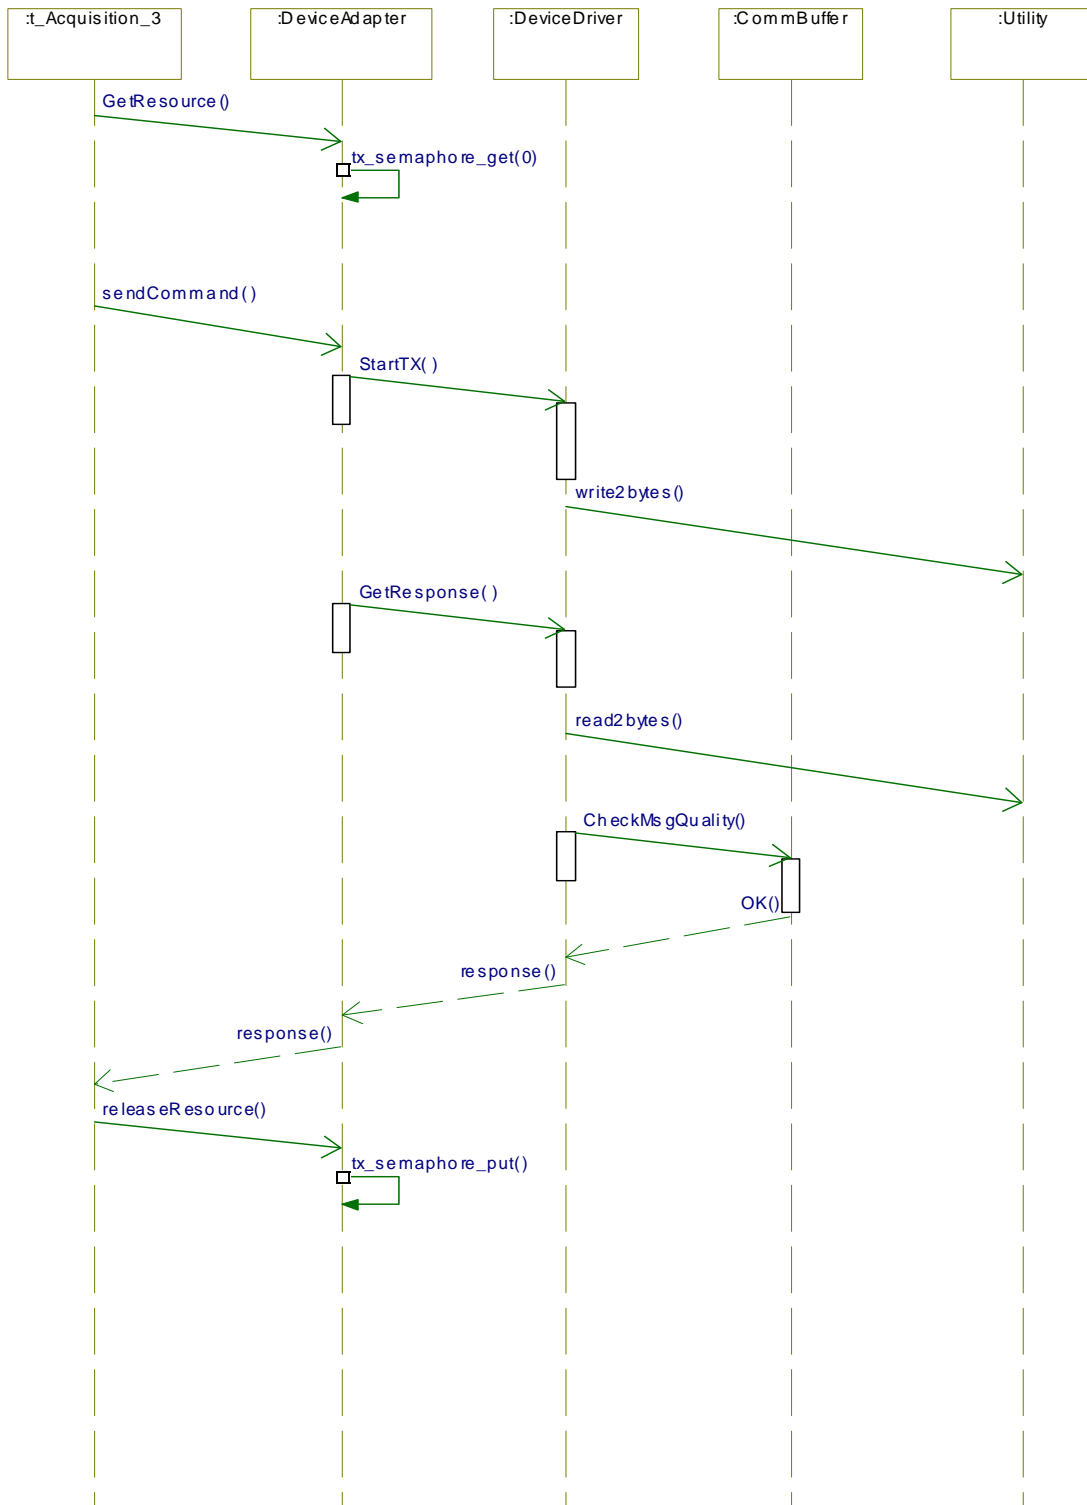 :t_Acquisition_3
:DeviceAdapter
:DeviceDriver
:CommBuffer
:Utility
GetResource()
tx_semaphore_get(0)
sendCommand()
StartTX( )
write2bytes()
GetResponse( )
read2bytes()
CheckMsgQuality()
OK()
response()
response()
releaseResource()
tx_semaphore_put()